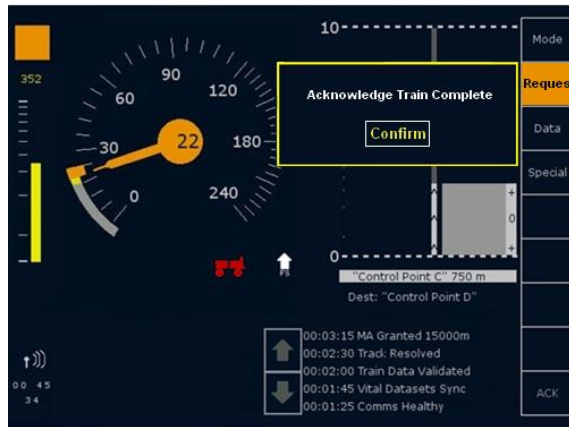 352
30
60
90
120
180
240
0
22
FS
00 45
34
10
0
+
0
+
"Control Point C" 750 m
Dest: "Control Point D"
Acknowledge Train Complete
Confirm
00:03:15 MA Granted 15000m
00:02:30 Track Resolved
00:02:00 Train Data Validated
00:01:45 Vital Datasets Sync
00:01:25 Comms Healthy
Mode
Reques
Data
Special
ACK